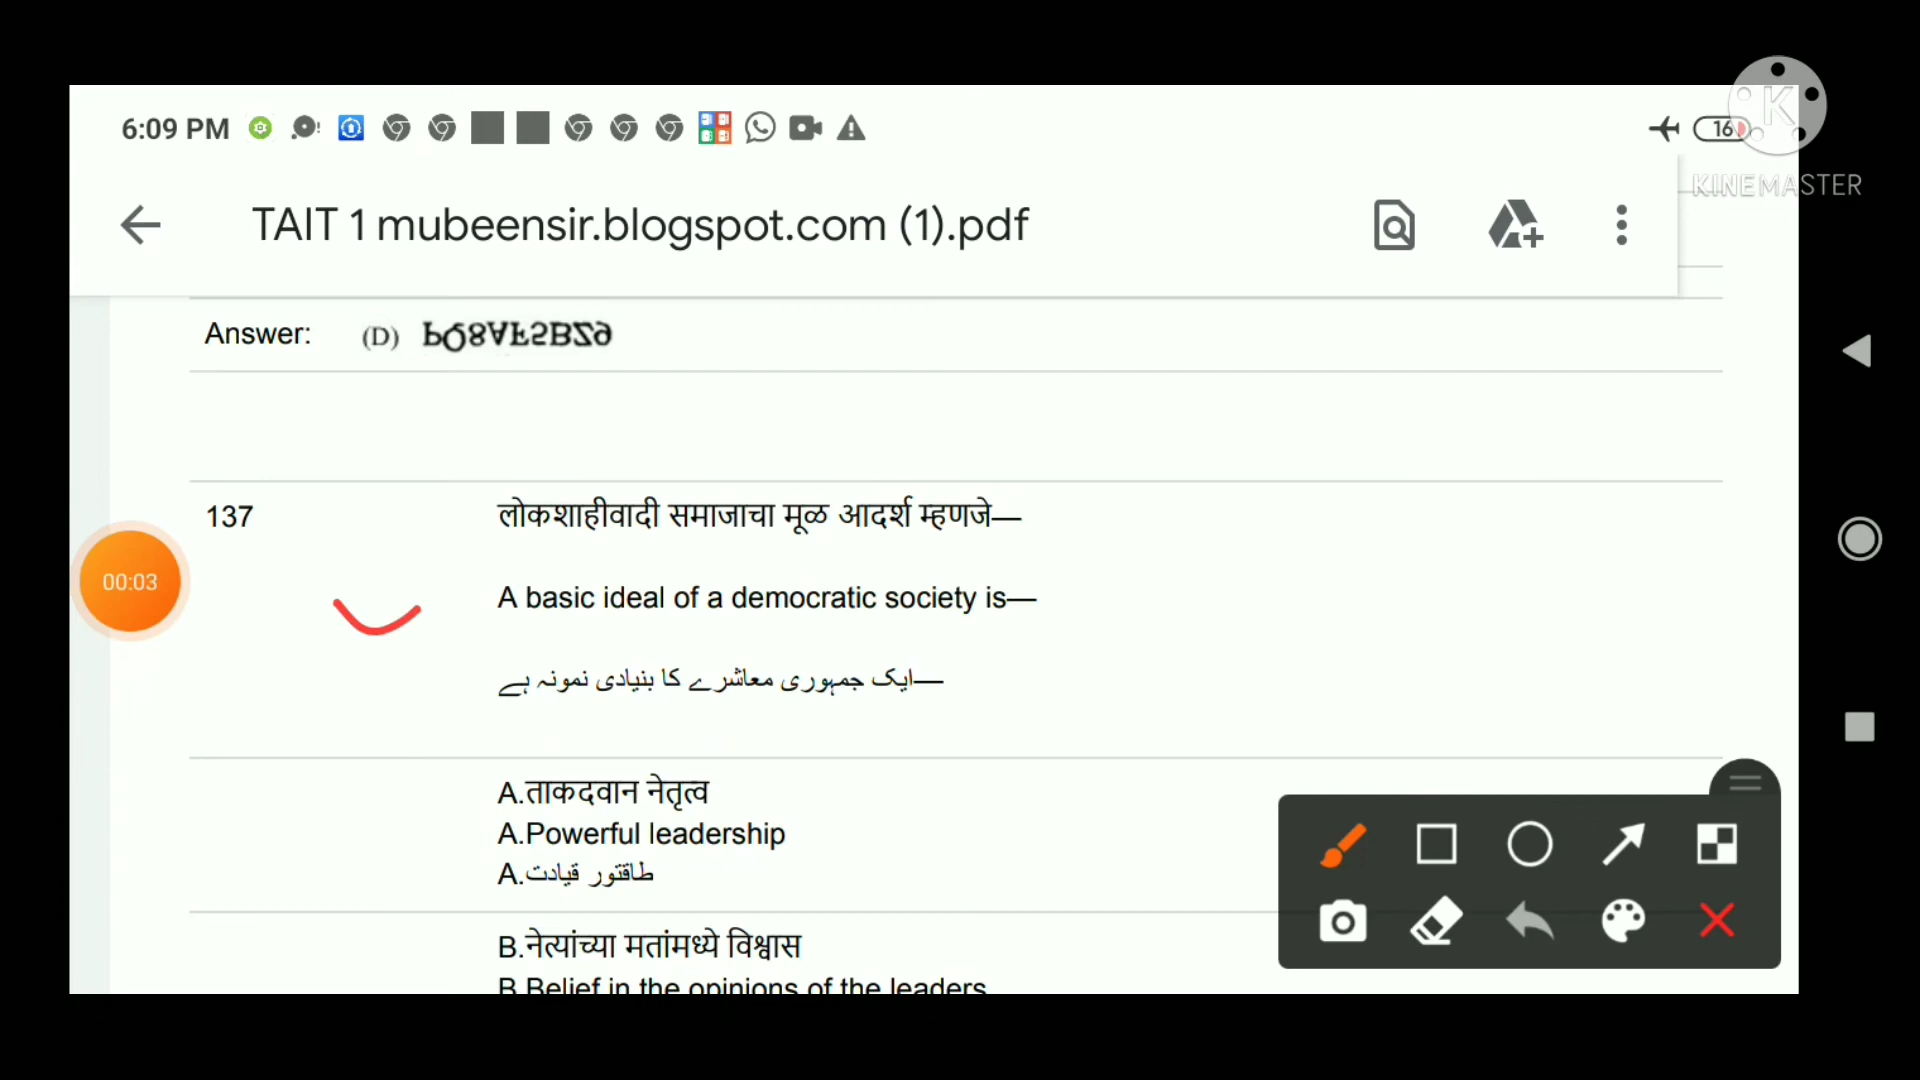 6:09 PM
16
KINEMASTER
TAIT 1 mubeensir.blogspot.com (1).pdf
Answer: (D)
137
लोकशाहीवादी समाजाचा मूळ आदर्श म्हणजे—
00:03
A basic ideal of a democratic society is—
ایک جمہوری معاشرے کا بنیادی نمونہ ہے—
A.ताकदवान नेतृत्व
A.Powerful leadership
A.طاقتور قیادت
B.नेत्यांच्या मतांमध्ये विश्वास
B.Belief in the opinions of the leaders